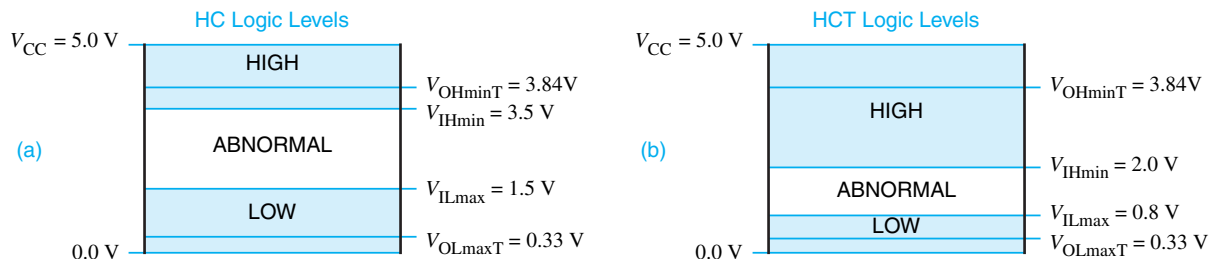 HC Logic Levels
V_CC = 5.0 V
HIGH
V_OHminT = 3.84V
V_IHmin = 3.5 V
(a)
ABNORMAL
V_ILmax = 1.5 V
LOW
V_OLmaxT = 0.33 V
0.0 V
HCT Logic Levels
V_CC = 5.0 V
V_OHminT = 3.84V
HIGH
(b)
V_IHmin = 2.0 V
ABNORMAL
V_ILmax = 0.8 V
LOW
V_OLmaxT = 0.33 V
0.0 V